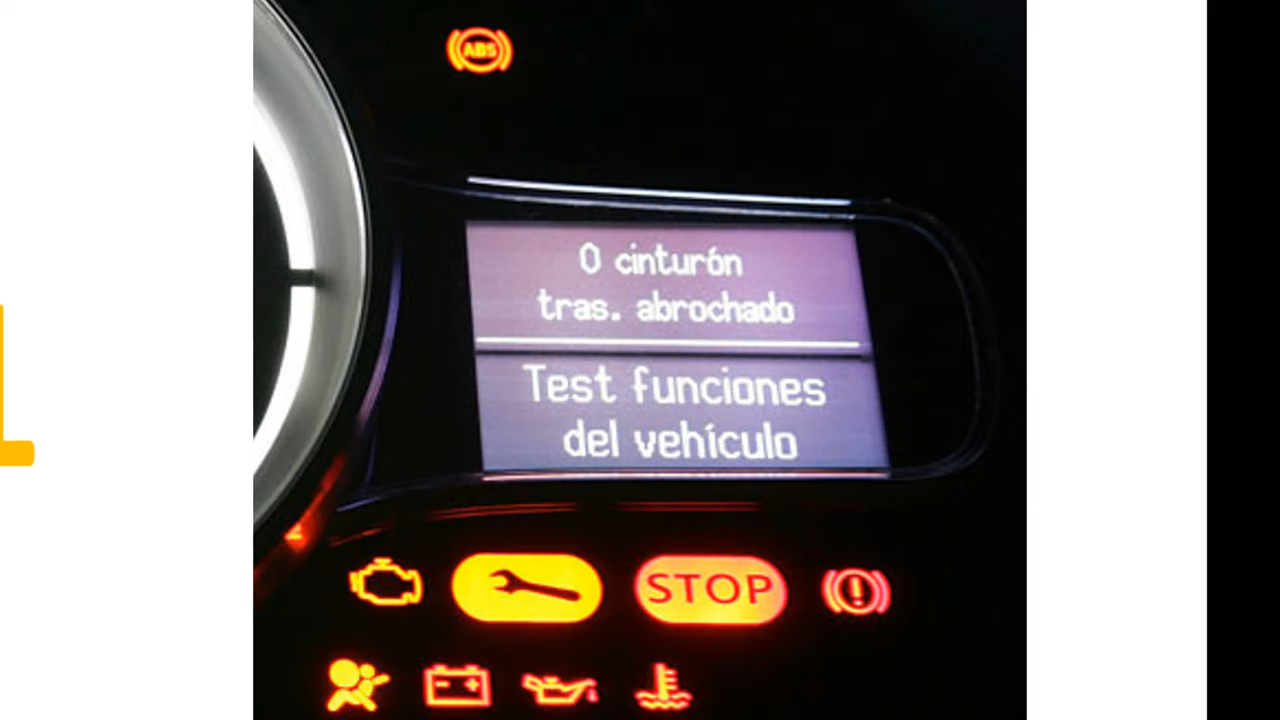 ABS
0 cinturón
tras. abrochado
Test funciones
del vehículo
STOP